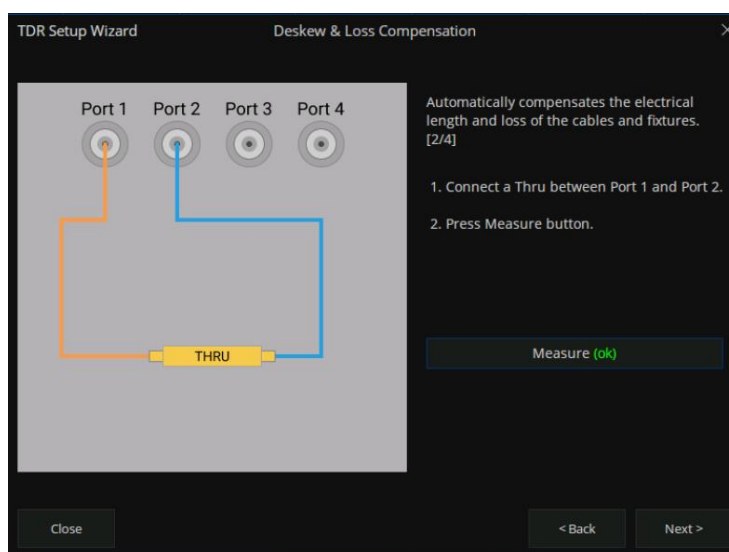 TDR Setup Wizard
Deskew & Loss Compensation
Port 1 Port 2 Port 3 Port 4
THRU
Automatically compensates the electrical
length and loss of the cables and fixtures.
[2/4]
1. Connect a Thru between Port 1 and Port 2.
2. Press Measure button.
Measure (ok)
Close
< Back
Next >